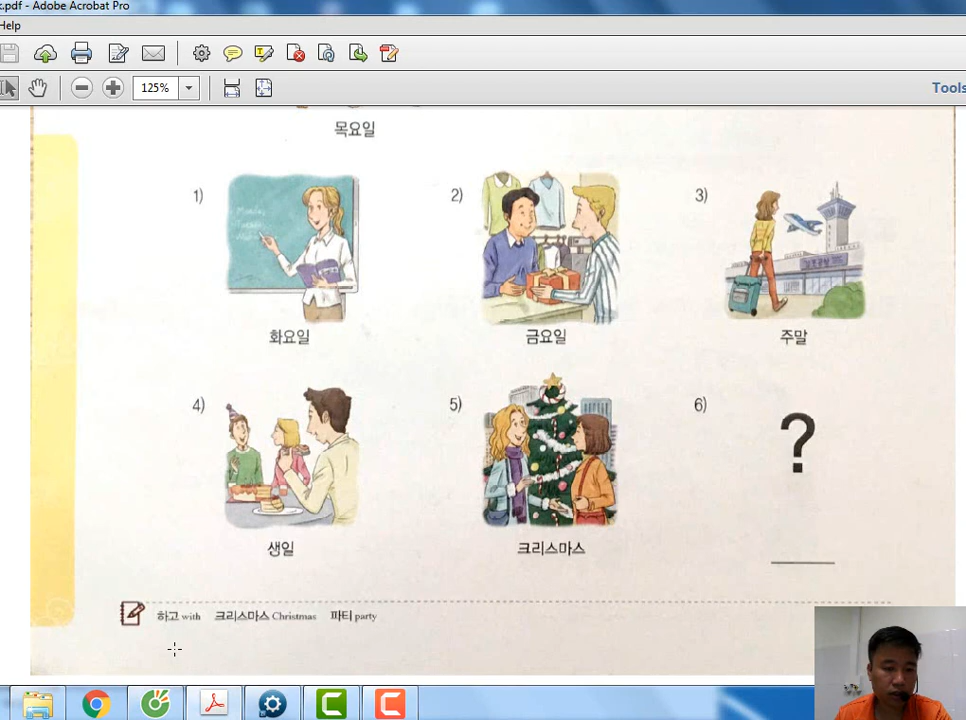 k.pdf - Adobe Acrobat Pro
Help
125%
Tools
목요일
1)
2)
3)
화요일
금요일
주말
4)
5)
6)
?
생일
크리스마스
하고 with 크리스마스 Christmas 파티 party